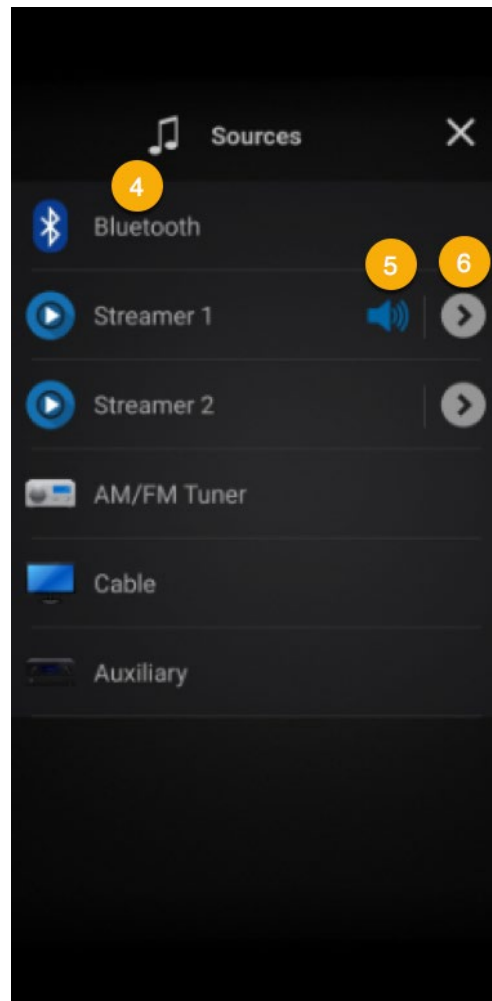 Sources
4
Bluetooth
5 6
Streamer 1
Streamer 2
AM/FM Tuner
Cable
Auxiliary